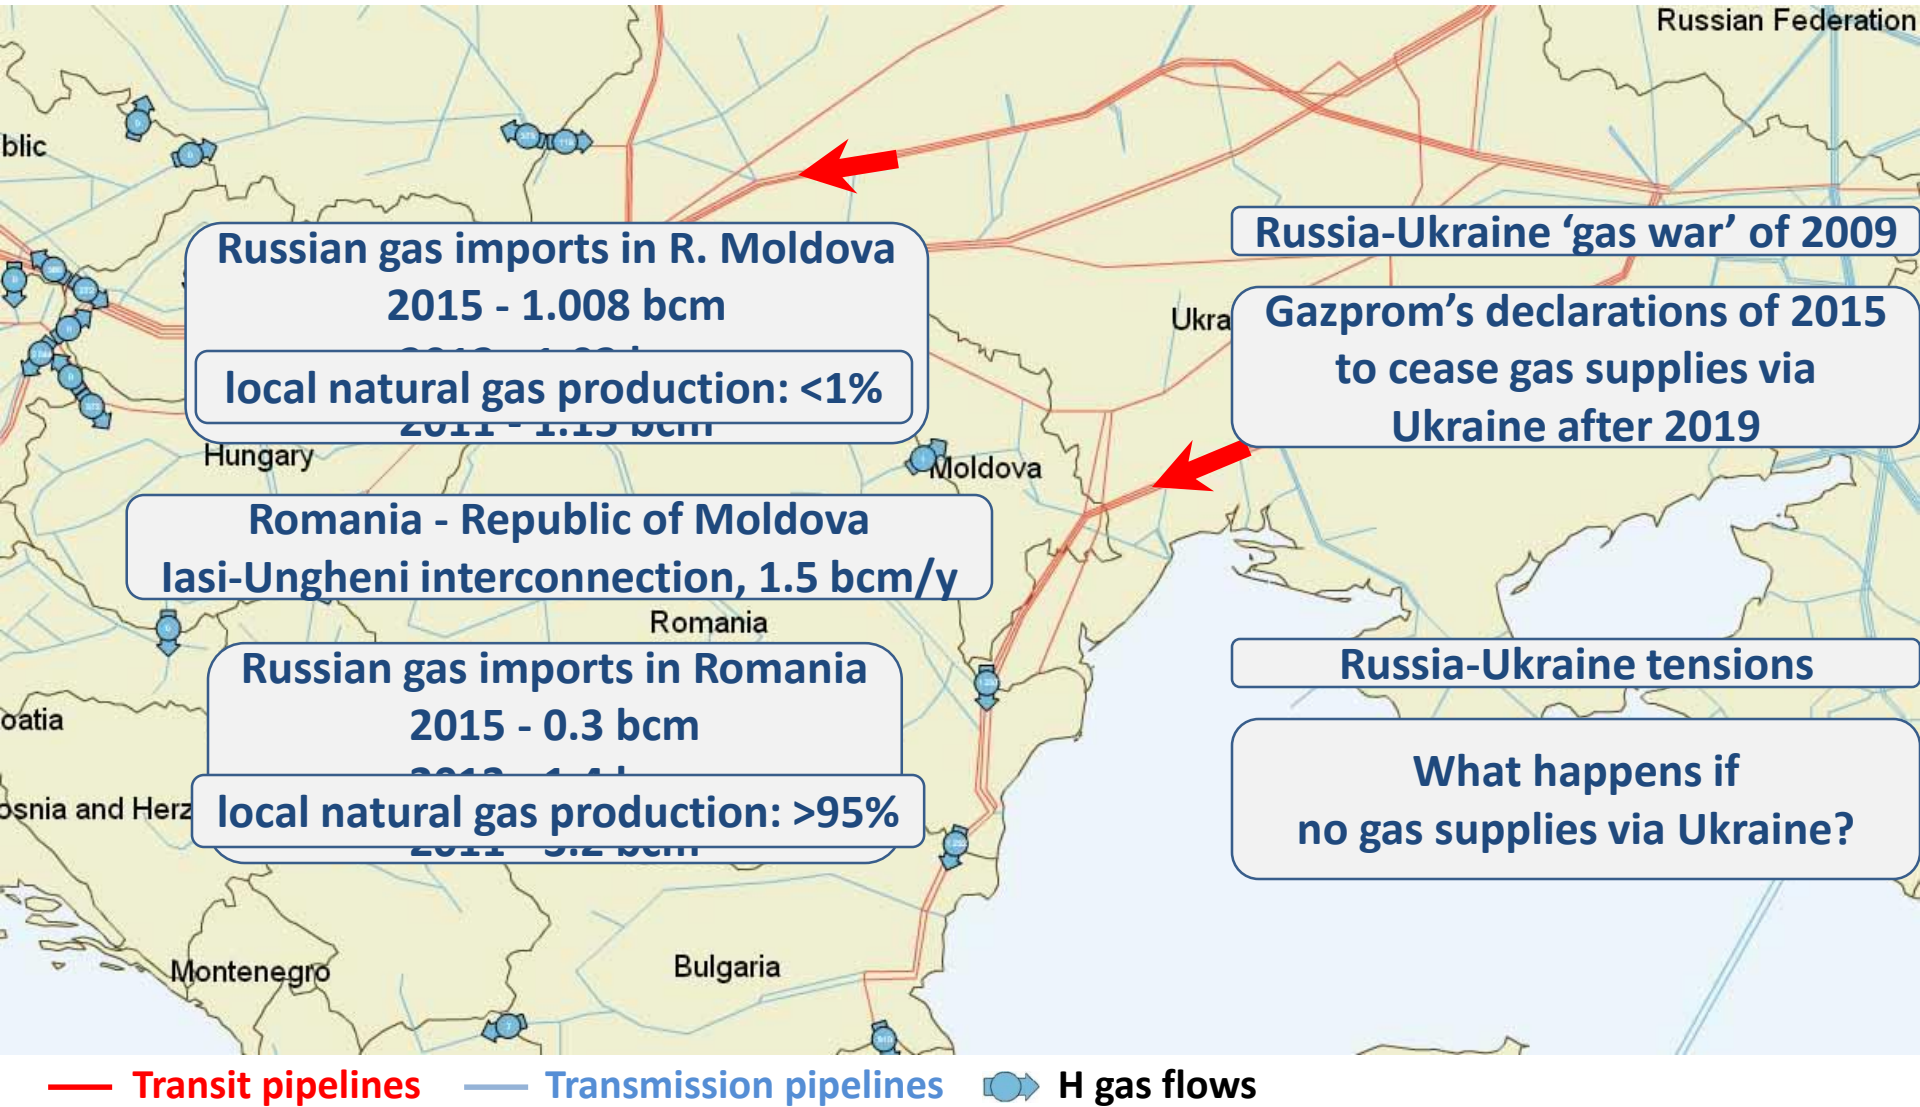 Russian Federation
blic
Russian gas imports in R. Moldova
2015 - 1.008 bcm
local natural gas production: <1%
2011 - 1.15 bcm
Russia-Ukraine ‘gas war’ of 2009
Ukra
Gazprom’s declarations of 2015
to cease gas supplies via
Ukraine after 2019
Hungary
Moldova
Romania - Republic of Moldova
Iasi-Ungheni interconnection, 1.5 bcm/y
Romania
Russian gas imports in Romania
2015 - 0.3 bcm
local natural gas production: >95%
Russia-Ukraine tensions
What happens if
no gas supplies via Ukraine?
oatia
osnia and Herz
Montenegro
Bulgaria
Transit pipelines
Transmission pipelines
H gas flows